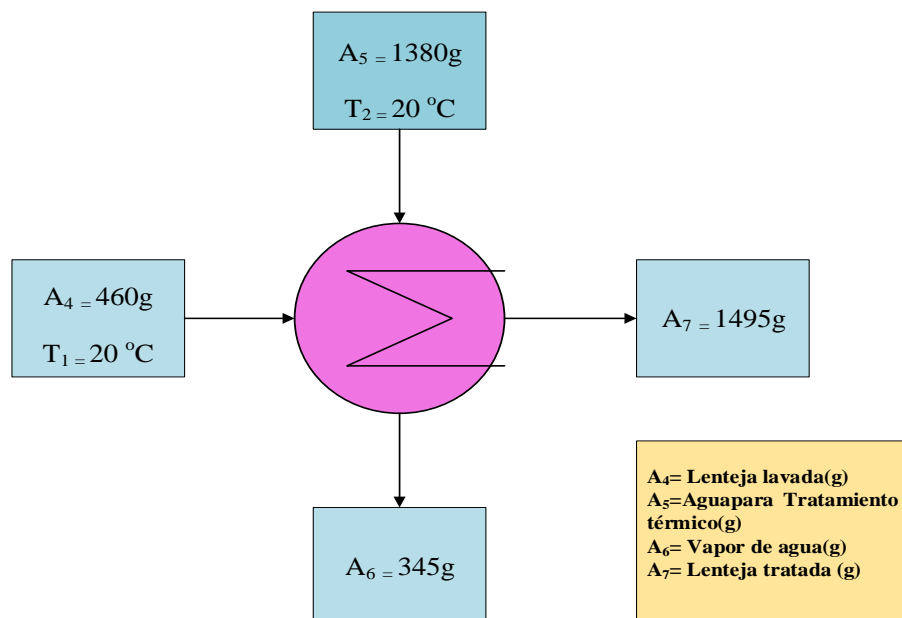 A5 = 1380g
T2 = 20 °C
A4 = 460g
T1 = 20 °C
A7 = 1495g
A6 = 345g
A4= Lenteja lavada(g)
A5=Aguapara Tratamiento
térmico(g)
A6= Vapor de agua(g)
A7= Lenteja tratada (g)